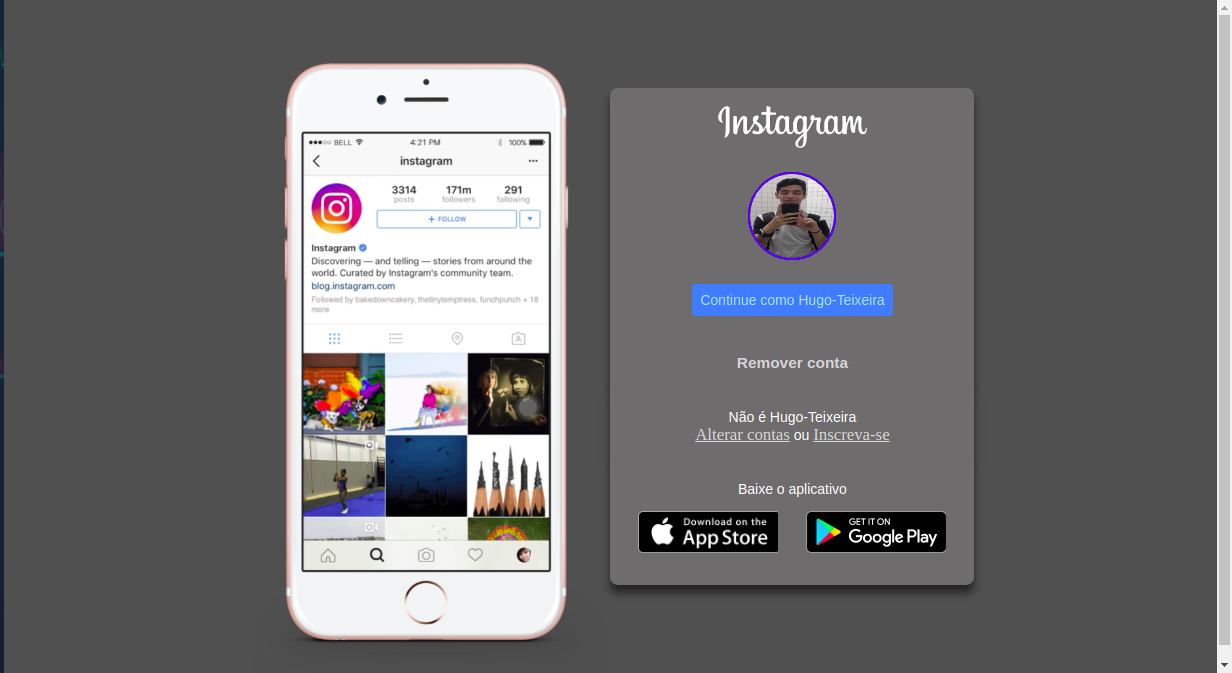 BELL 4:21 PM 100%
instagram
3314 171m 291
posts followers following
+ FOLLOW
Instagram
Discovering — and telling — stories from around the
world. Curated by Instagram's community team.
blog.instagram.com
Followed by bakedowncakery, thetinytemptress, funchpunch + 18
more
Instagram
Continue como Hugo-Teixeira
Remover conta
Não é Hugo-Teixeira
Alterar contas ou Inscreva-se
Baixe o aplicativo
Download on the
App Store
GET IT ON
Google Play